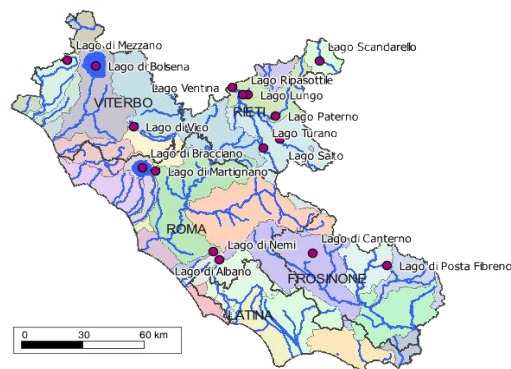 Lago di Mezzano
Lago Scandarello
Lago di Bolsena
Lago Ripasottile
Lago Ventina
Lago Lungo
VITERBO
RIETI
Lago Paterno
Lago di Vico
Lago Turano
Lago Salto
Lago di Bracciano
Lago di Martignano
ROMA
Lago di Nemi
Lago di Canterno
Lago di Albano
Lago di Posta Fibreno
FROSINONE
LATINA
0 30 60 km